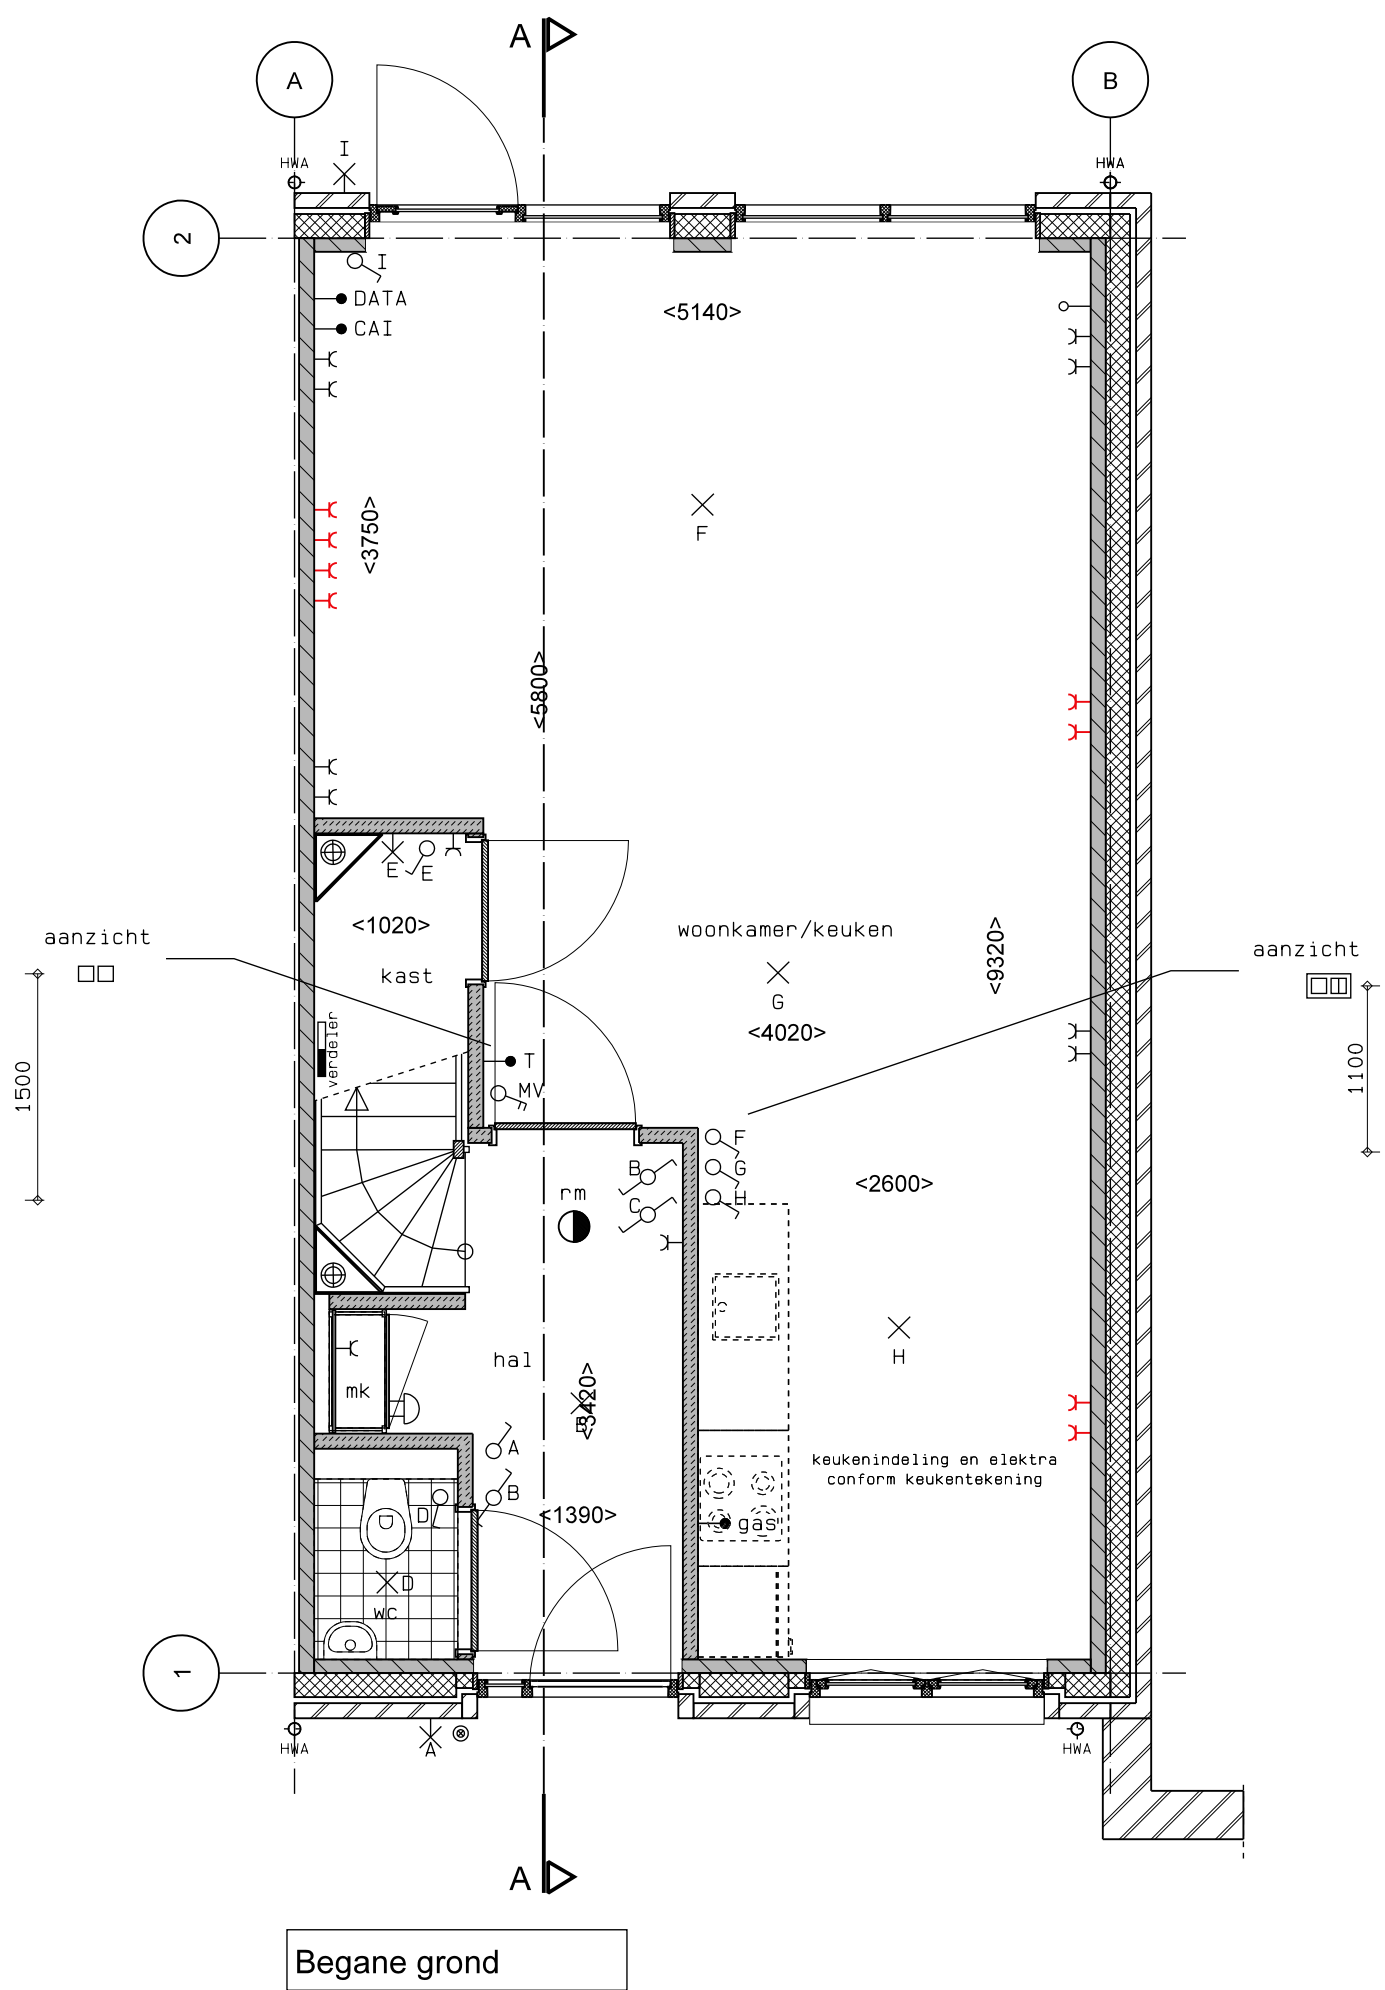 A
A
B
HWA
I
HWA
2
I
DATA
CAI
<5140>
<3750>
F
<5800>
E
E
<1020>
kast
aanzicht
woonkamer/keuken
G
<4020>
<9320>
aanzicht
1500
verdeler
T
MV
1100
F
G
H
B
C
rm
<2600>
H
hal
mk
<3420>
B
A
B
D
<1390>
keukenindeling en elektra
conform keukentekening
gas
D
WC
1
HWA
A
HWA
A
Begane grond